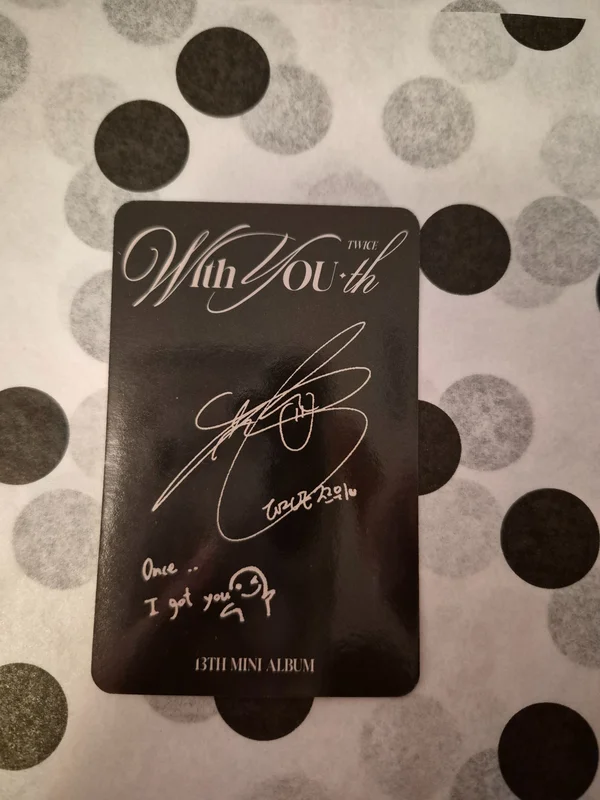 TWICE
With YOU-th
Once ..
I got you
13TH MINI ALBUM